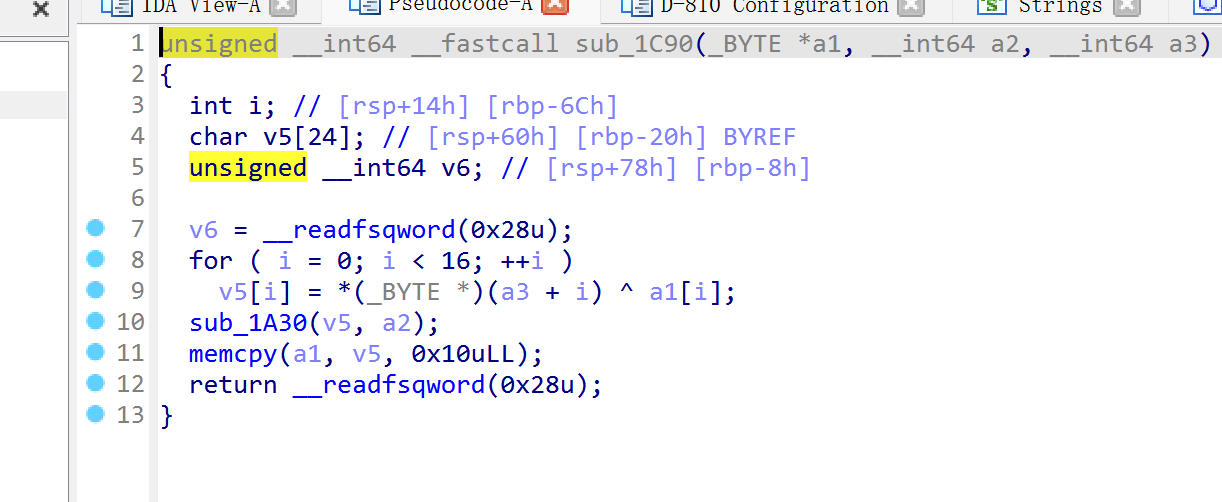 IDA View-A Pseudocode-A D-810 Configuration Strings
1 unsigned __int64 __fastcall sub_1C90(_BYTE *a1, __int64 a2, __int64 a3)
2 {
3 int i; // [rsp+14h] [rbp-6Ch]
4 char v5[24]; // [rsp+60h] [rbp-20h] BYREF
5 unsigned __int64 v6; // [rsp+78h] [rbp-8h]
6
7 v6 = __readfsqword(0x28u);
8 for ( i = 0; i < 16; ++i )
9 v5[i] = *(_BYTE *)(a3 + i) ^ a1[i];
10 sub_1A30(v5, a2);
11 memcpy(a1, v5, 0x10uLL);
12 return __readfsqword(0x28u);
13 }